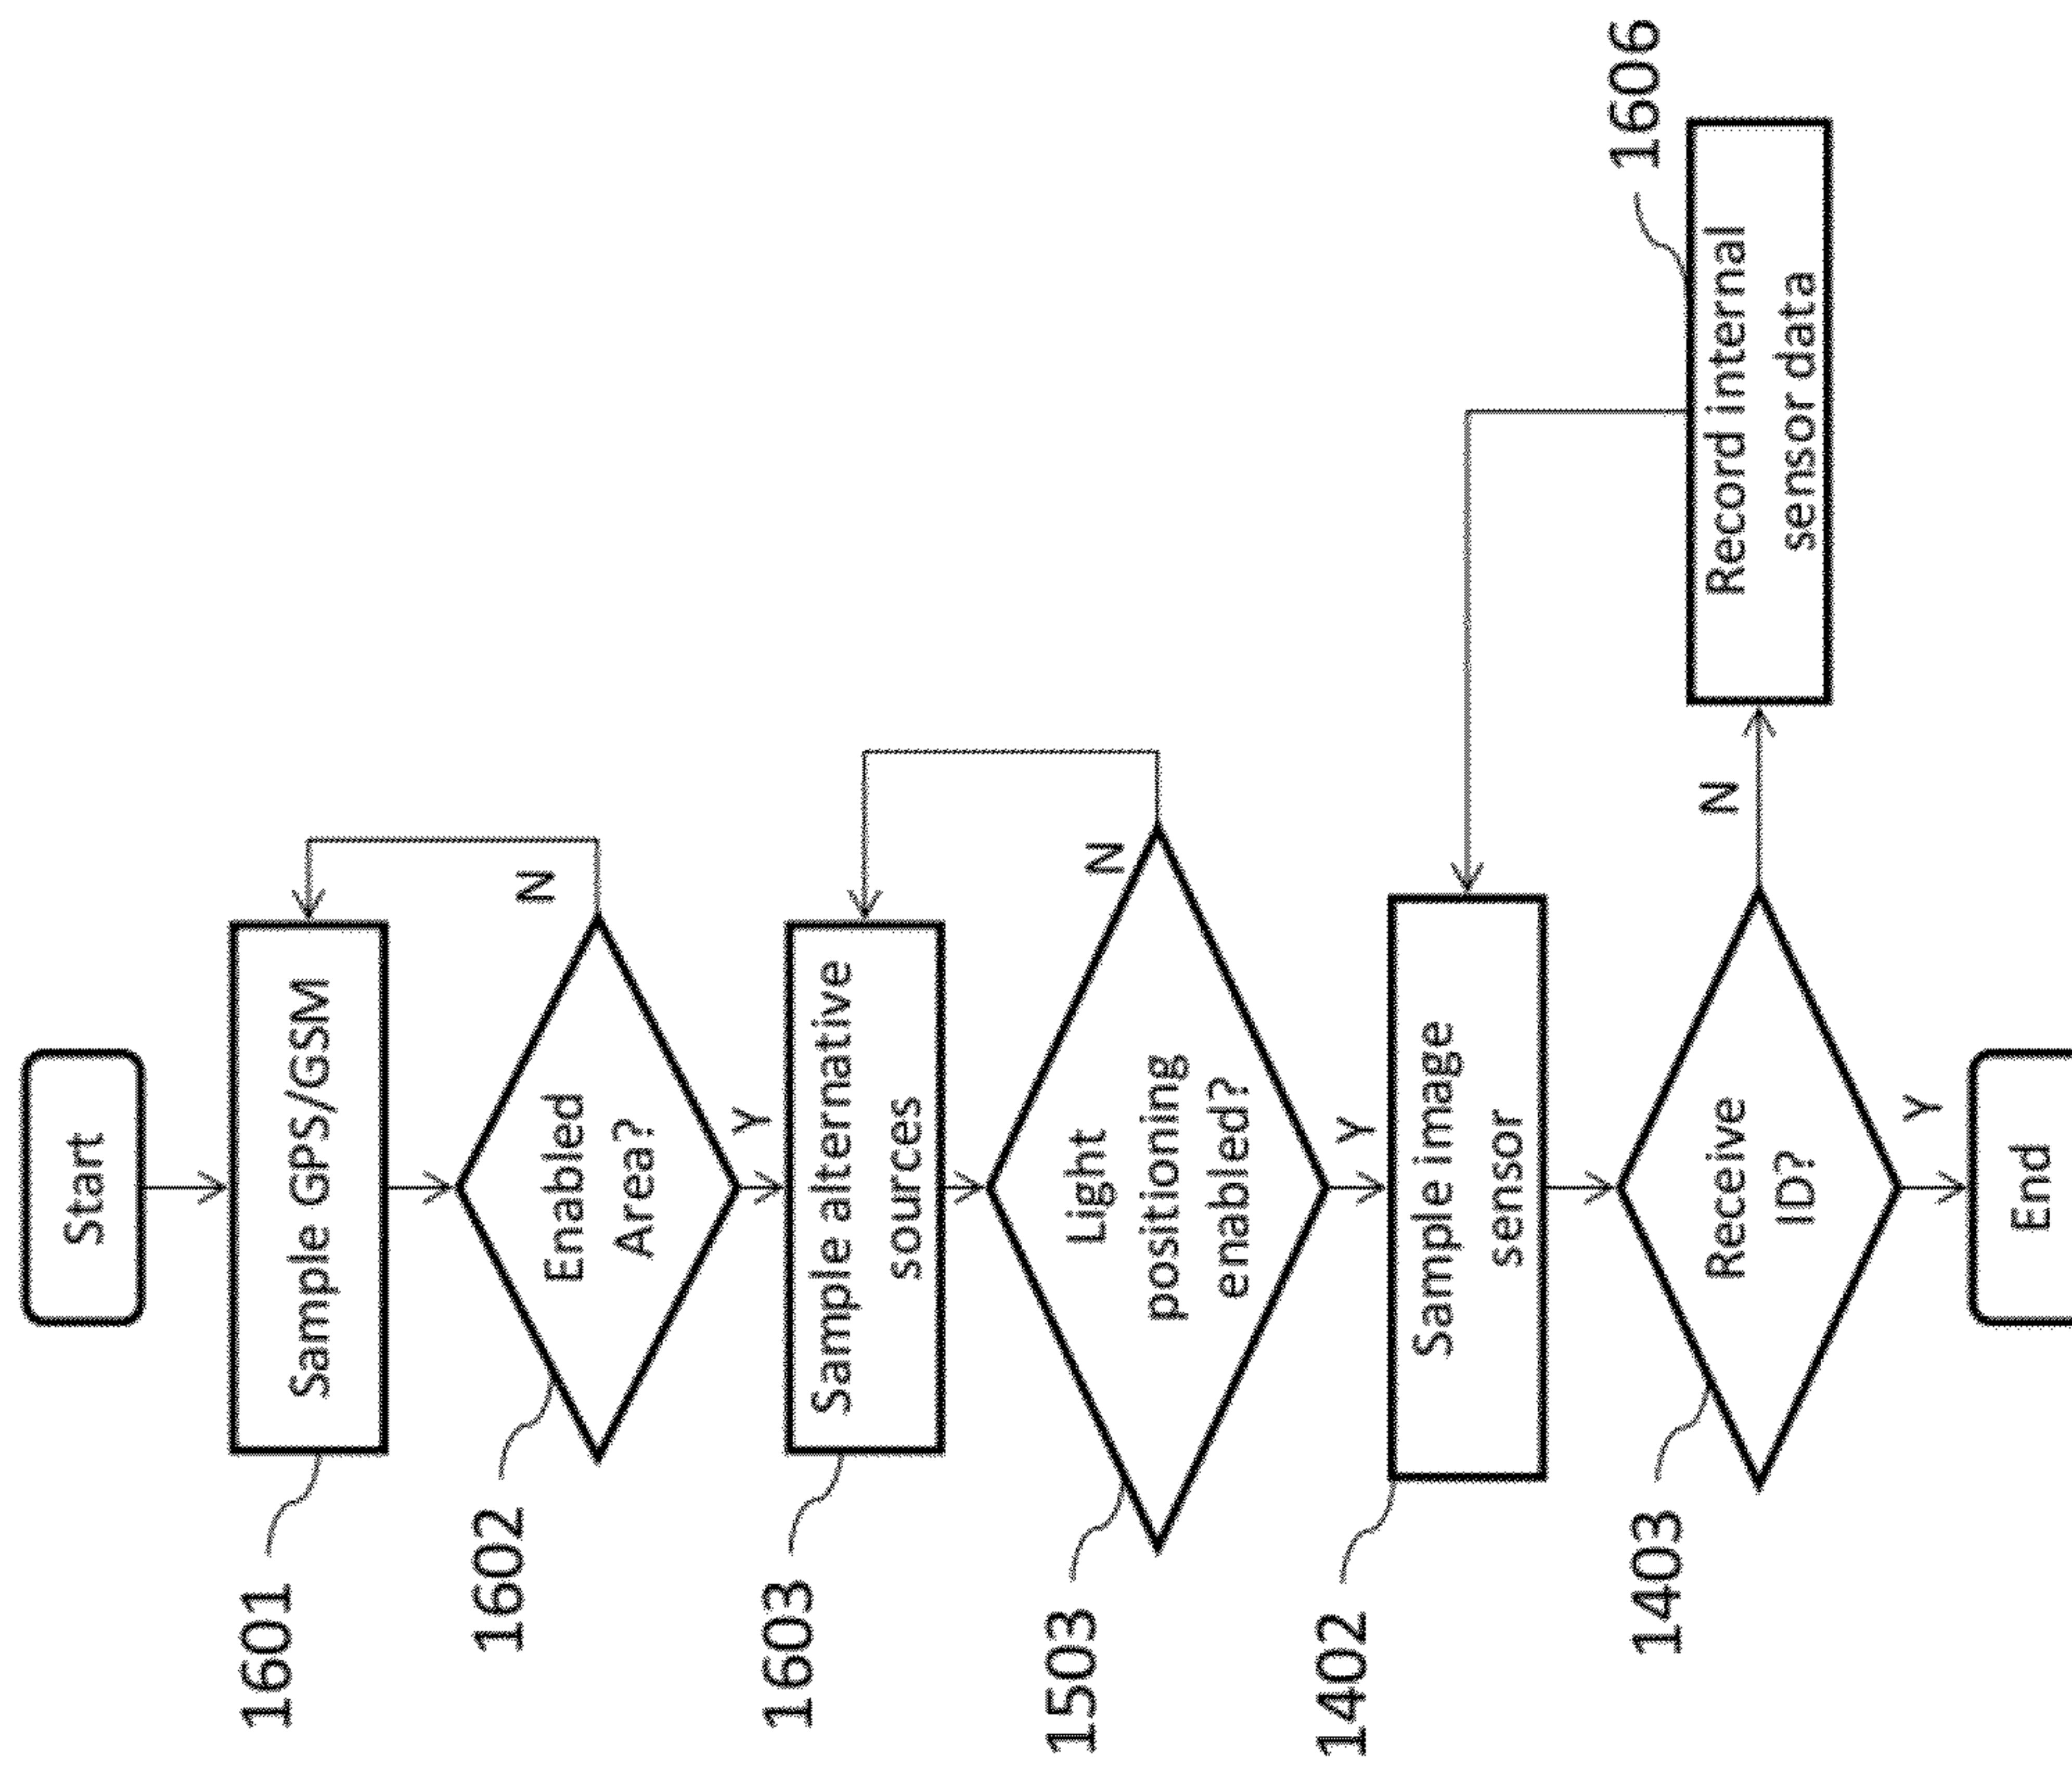 Start
1601
Sample GPS/GSM
1602
Enabled
Area?
N
Y
1603
Sample alternative
sources
1503
Light
positioning
enabled?
N
Y
1402
Sample image
sensor
1403
Receive
ID?
N
1606
Record internal
sensor data
Y
End